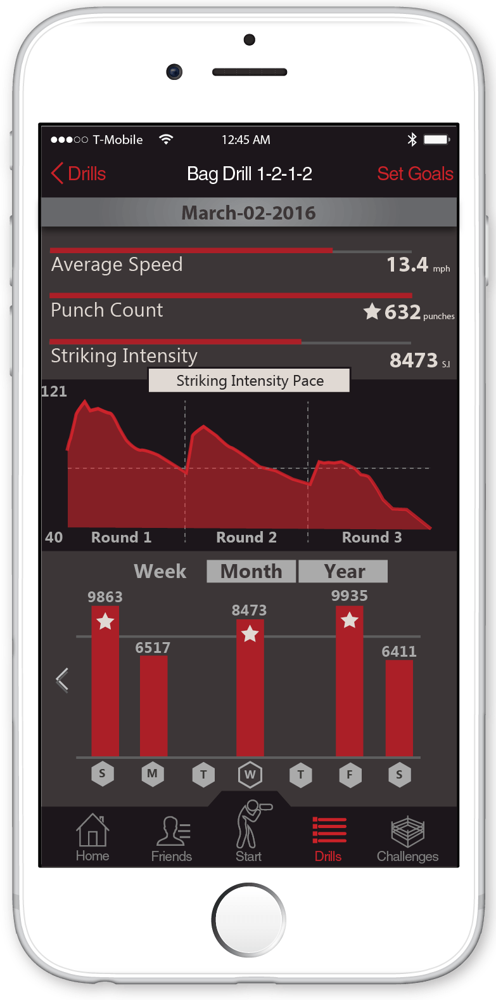 T-Mobile 12:45 AM
Drills Bag Drill 1-2-1-2 Set Goals
March-02-2016
Average Speed 13.4 mph
Punch Count 632 punches
Striking Intensity 8473 S.I
Striking Intensity Pace
121
40 Round 1 Round 2 Round 3
Week Month Year
9863 6517 8473 9935 6411
S M T W T F S
Home Friends Start Drills Challenges